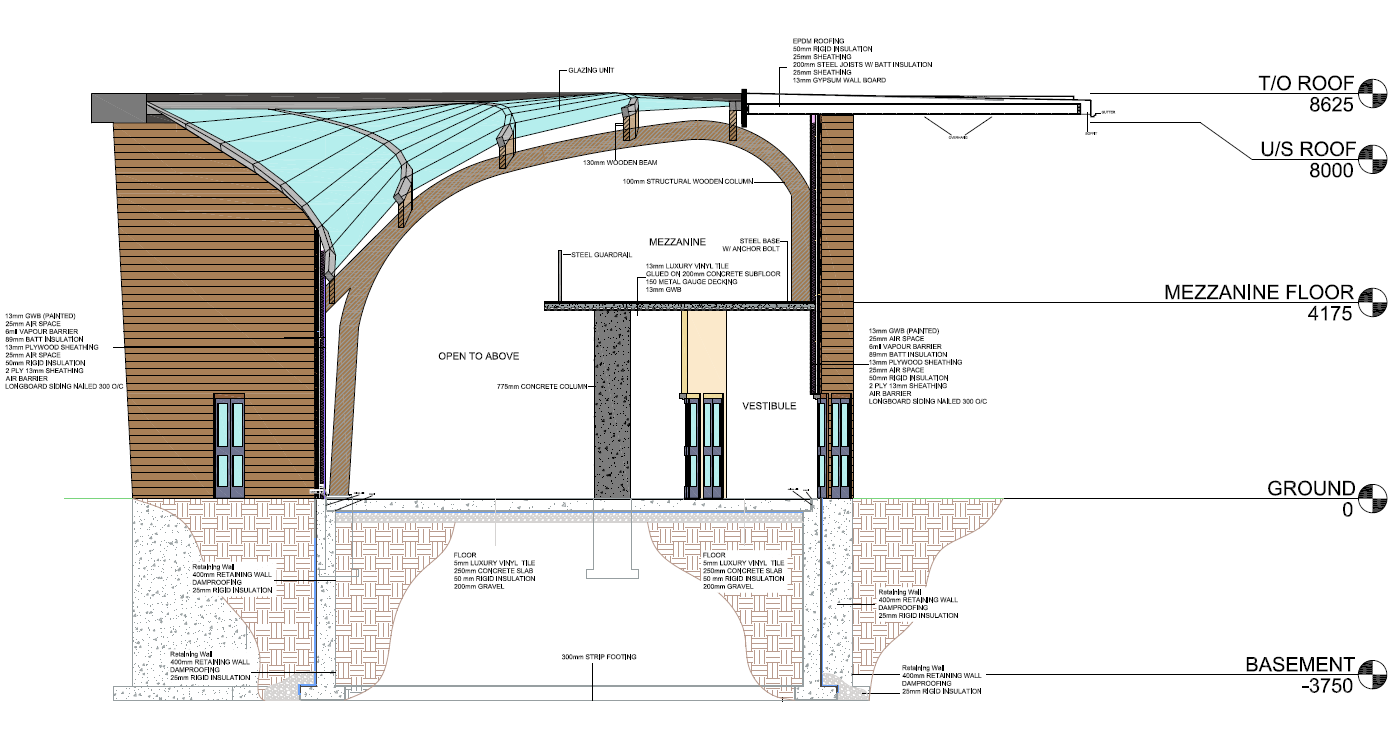 EPDM ROOFING
50mm RIGID INSULATION
25mm SHEATHING
200mm STEEL JOISTS W/ BATT INSULATION
25mm SHEATHING
13mm GYPSUM WALL BOARD
GLAZING UNIT
T/O ROOF
8625
GUTTER
SOFFIT
OVERHANG
U/S ROOF
8000
130mm WOODEN BEAM
100mm STRUCTURAL WOODEN COLUMN
MEZZANINE
STEEL BASE
W/ ANCHOR BOLT
STEEL GUARDRAIL
13mm LUXURY VINYL TILE
GLUED ON 200mm CONCRETE SUBFLOOR
150 METAL GAUGE DECKING
13mm GWB
MEZZANINE FLOOR
4175
13mm GWB (PAINTED)
25mm AIR SPACE
6mil VAPOUR BARRIER
89mm BATT INSULATION
13mm PLYWOOD SHEATHING
25mm AIR SPACE
50mm RIGID INSULATION
2 PLY 13mm SHEATHING
AIR BARRIER
LONGBOARD SIDING NAILED 300 O/C
13mm GWB (PAINTED)
25mm AIR SPACE
6mil VAPOUR BARRIER
89mm BATT INSULATION
13mm PLYWOOD SHEATHING
25mm AIR SPACE
50mm RIGID INSULATION
2 PLY 13mm SHEATHING
AIR BARRIER
LONGBOARD SIDING NAILED 300 O/C
OPEN TO ABOVE
775mm CONCRETE COLUMN
VESTIBULE
GROUND
0
FLOOR
5mm LUXURY VINYL TILE
250mm CONCRETE SLAB
50 mm RIGID INSULATION
200mm GRAVEL
FLOOR
5mm LUXURY VINYL TILE
250mm CONCRETE SLAB
50 mm RIGID INSULATION
200mm GRAVEL
Retaining Wall
400mm RETAINING WALL
DAMPROOFING
25mm RIGID INSULATION
Retaining Wall
400mm RETAINING WALL
DAMPROOFING
25mm RIGID INSULATION
Retaining Wall
400mm RETAINING WALL
DAMPROOFING
25mm RIGID INSULATION
300mm STRIP FOOTING
Retaining Wall
400mm RETAINING WALL
DAMPROOFING
25mm RIGID INSULATION
BASEMENT
-3750